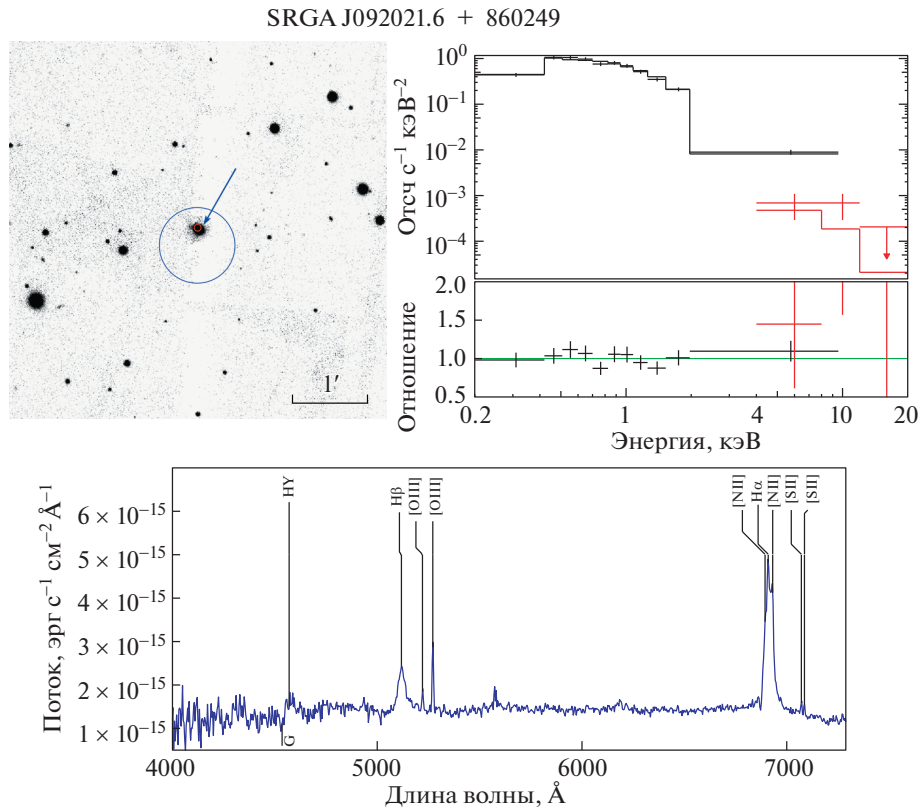 SRGA J092021.6 + 860249
1′
Отсч с⁻¹ кэВ⁻²
10⁰
10⁻¹
10⁻²
10⁻³
10⁻⁴
Отношение
2.0
1.5
1.0
0.5
0.2 1 4 10 20
Энергия, кэВ
Поток, эрг с⁻¹ см⁻² Å⁻¹
6 × 10⁻¹⁵
5 × 10⁻¹⁵
4 × 10⁻¹⁵
3 × 10⁻¹⁵
2 × 10⁻¹⁵
1 × 10⁻¹⁵
HY
G
Hβ
[OIII]
[OIII]
[NII]
Hα
[NII]
[SII]
[SII]
4000 5000 6000 7000
Длина волны, Å